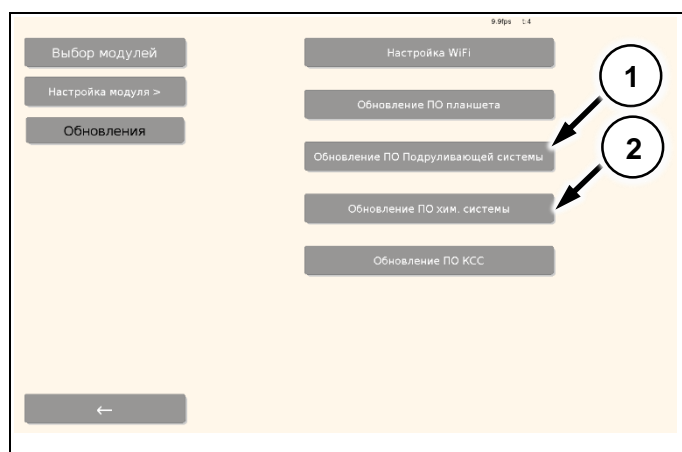 9.9fps t:4
Выбор модулей
Настройка модуля >
Обновления
Настройка WiFi
Обновление ПО планшета
Обновление ПО Подруливающей системы
Обновление ПО хим. системы
Обновление ПО КСС
←
1
2